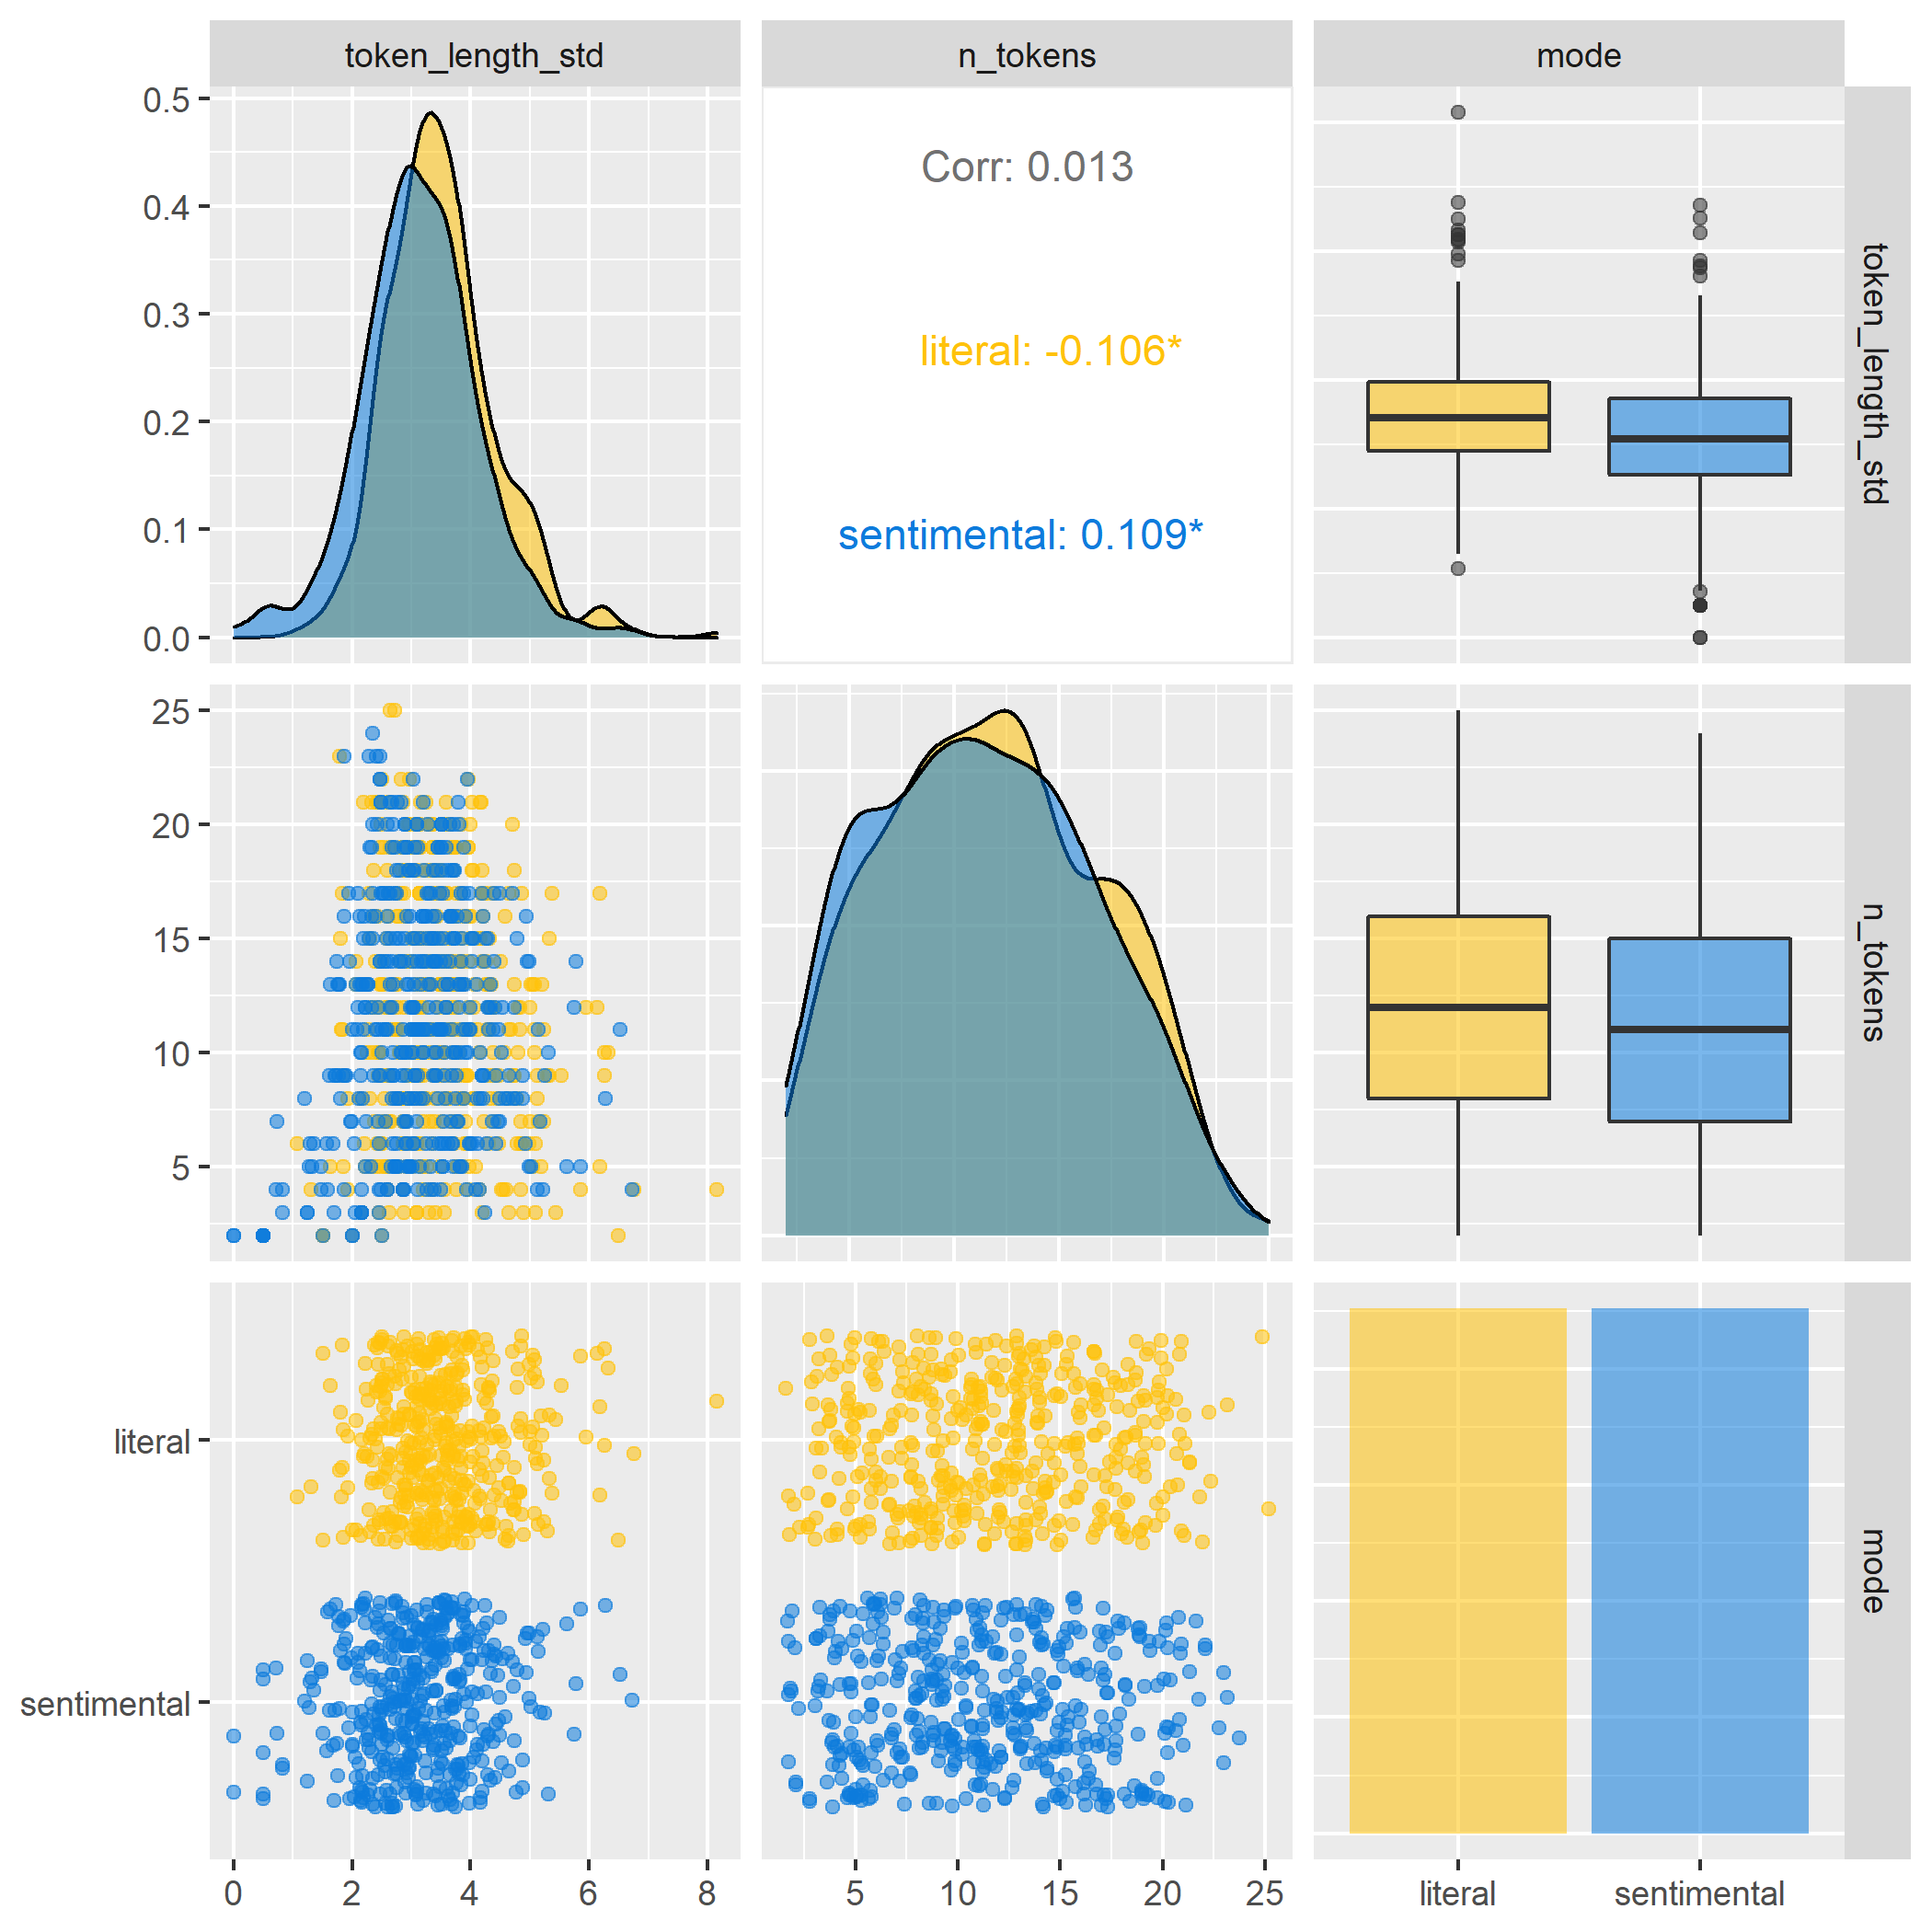 token_length_std
n_tokens
mode
0.5
0.4
0.3
0.2
0.1
0.0
Corr: 0.013
literal: -0.106*
sentimental: 0.109*
token_length_std
25
20
15
10
5
n_tokens
literal
sentimental
mode
0 2 4 6 8
5 10 15 20 25
literal sentimental